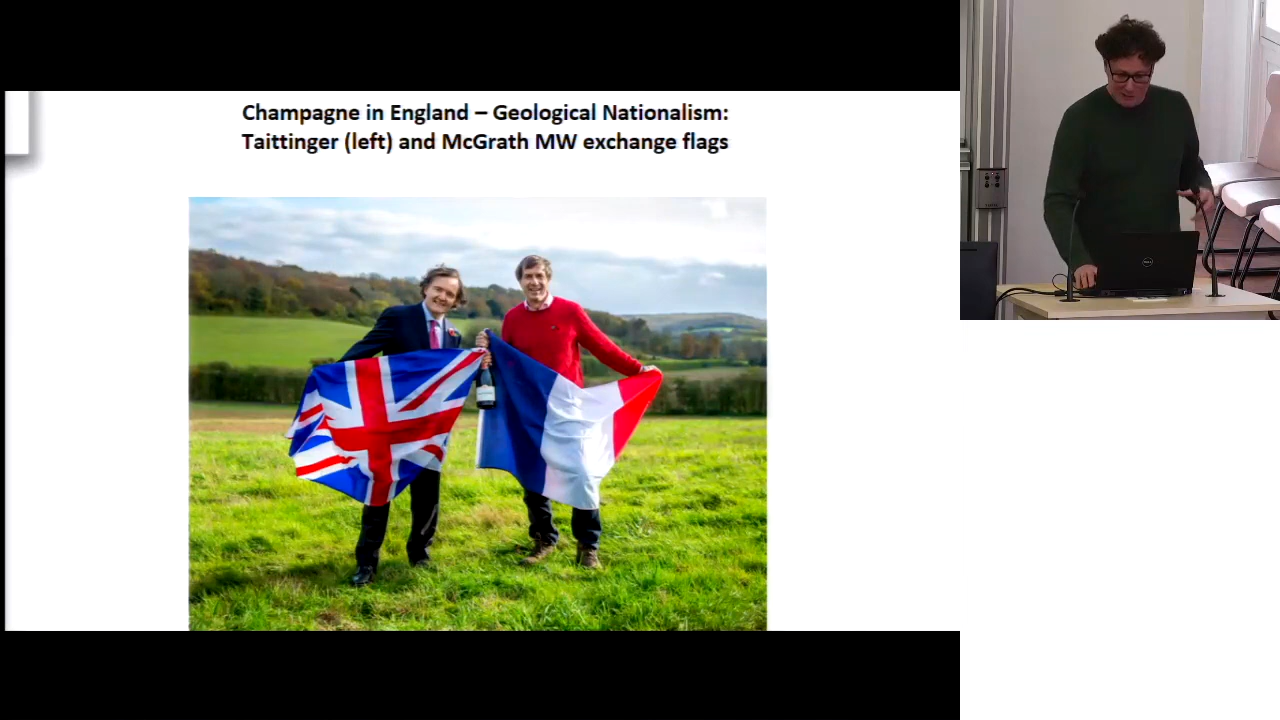 Champagne in England – Geological Nationalism:
Taittinger (left) and McGrath MW exchange flags